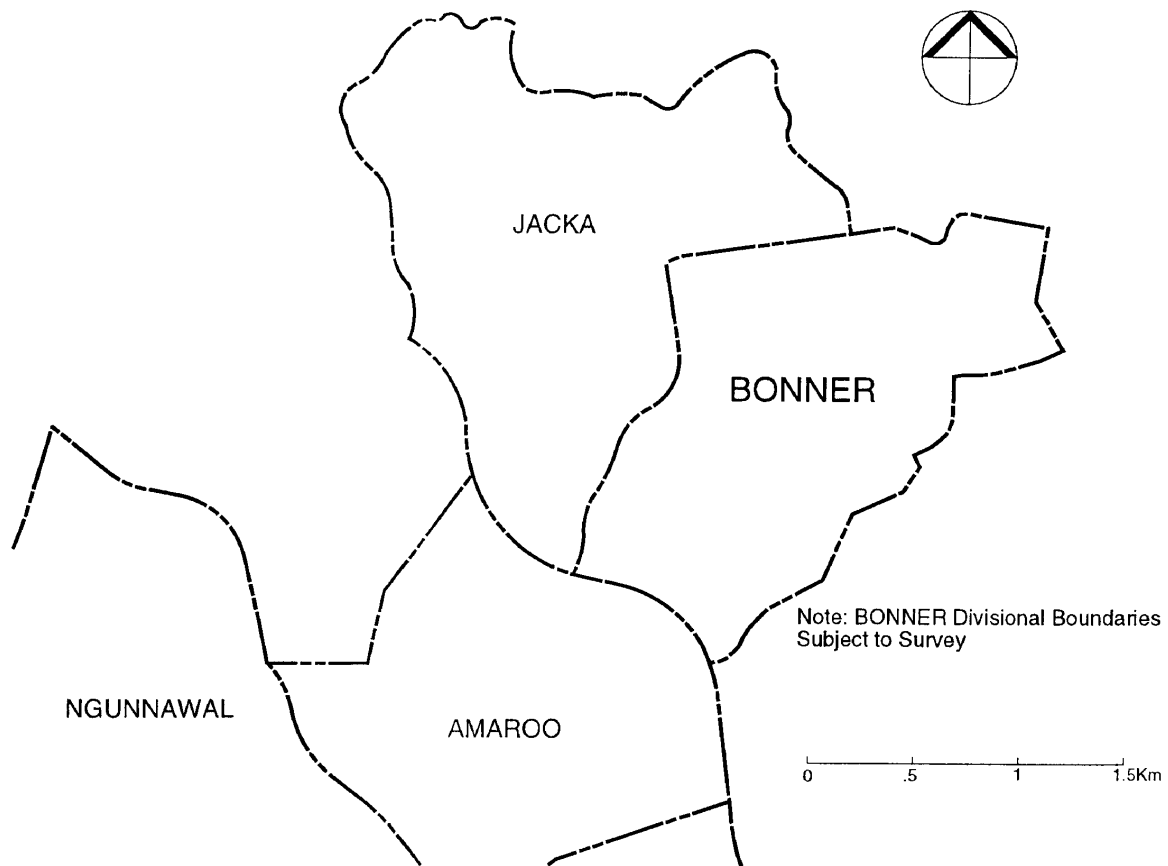 JACKA
BONNER
Note: BONNER Divisional Boundaries
Subject to Survey
NGUNNAWAL
AMAROO
0 .5 1 1.5Km